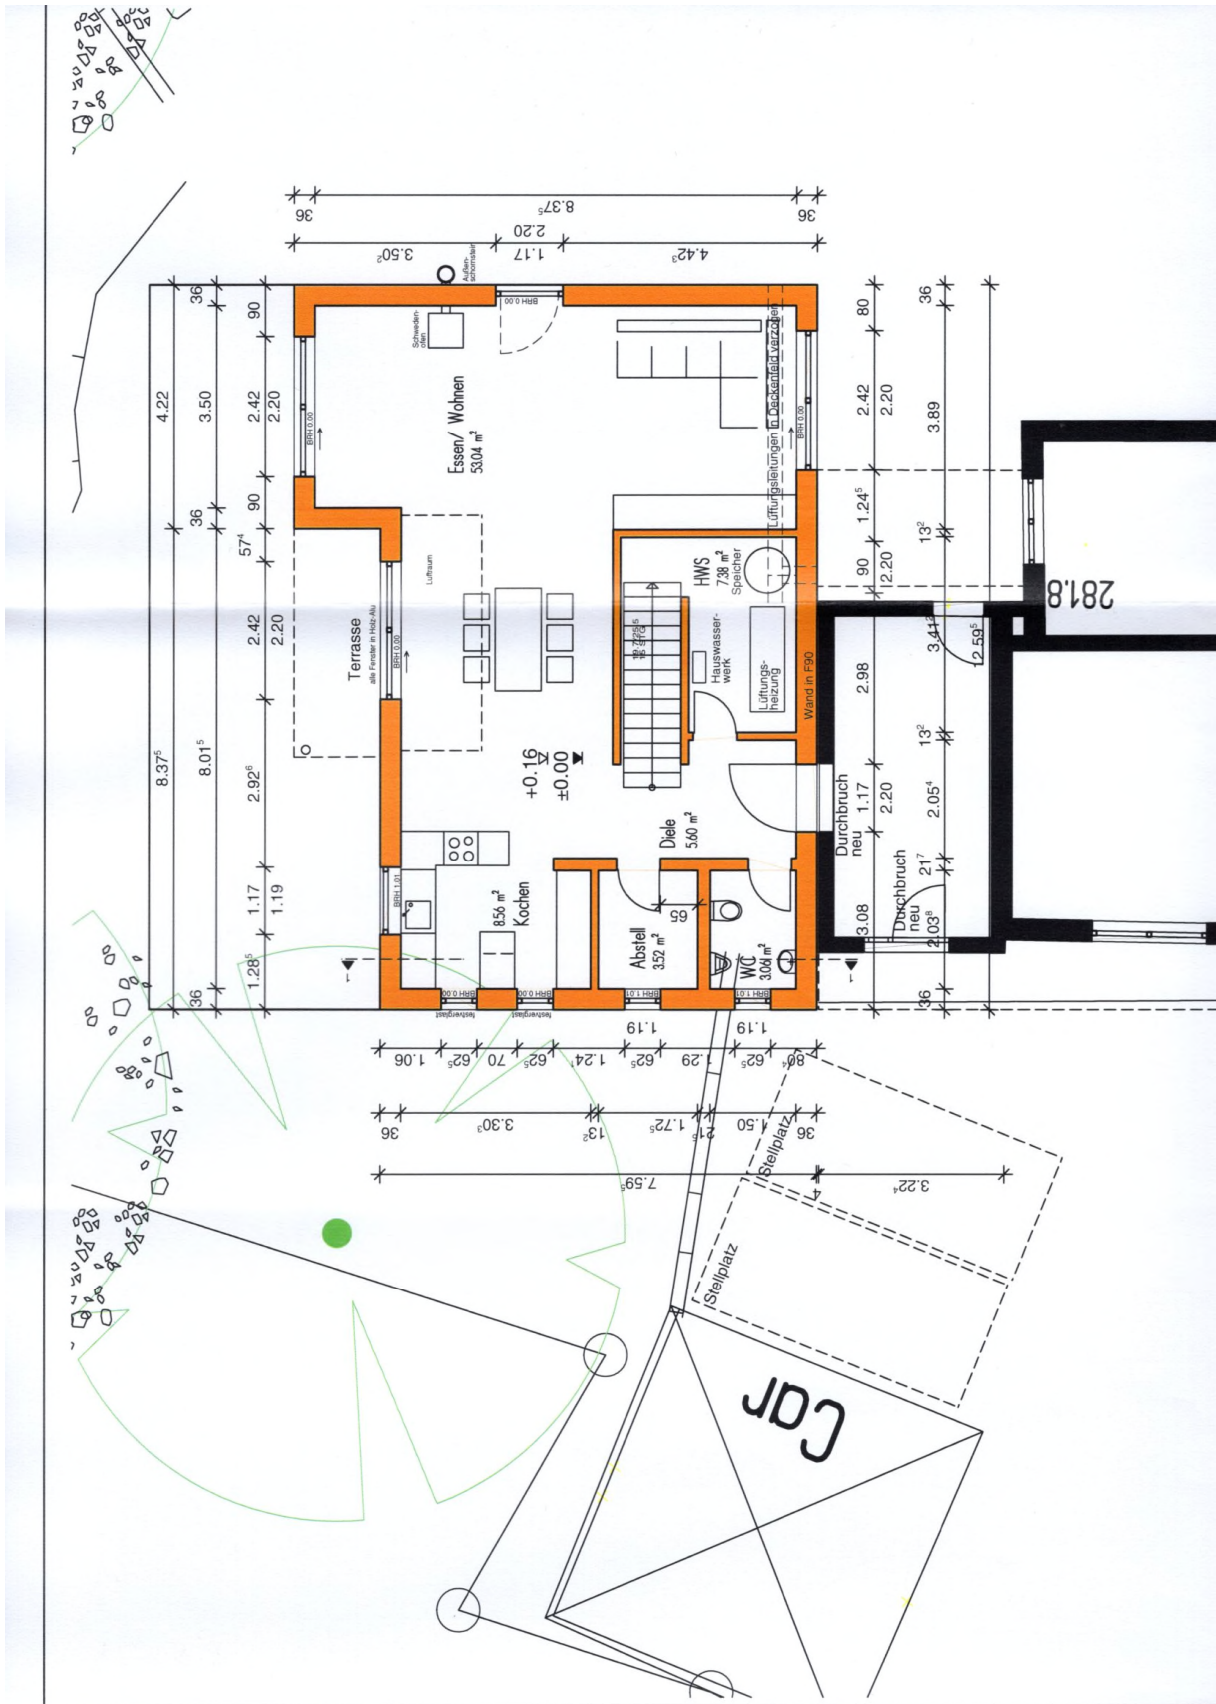 36
8.37⁵
36
3.50²
2.20
1.17
4.42³
Außen-
schornstein
BRH 0.00
Schweden-
ofen
36
90
4.22
3.50
2.42
2.20
BRH 0.00
90
36
57⁴
Essen/ Wohnen
53.04 m²
Lüftungsleitungen in Deckenfeld verzogen
BRH 0.00
80
36
2.42
2.20
3.89
1.24⁵
13²
90
2.20
Luftraum
HWS
7.38 m²
Speicher
281.8
Terrasse
alle Fenster in Holz-Alu
BRH 0.00
2.42
2.20
Hauswasser-
werk
Lüftungs-
heizung
Wand in F90
2.98
12.59⁵
8.37⁵
8.01⁵
2.92⁶
+0.16
±0.00
13²
1.17
2.20
2.05⁴
Durchbruch
neu
Diele
5.60 m²
21⁷
1.17
1.19
BRH 1.01
8.56 m²
Kochen
65
3.08
Durchbruch
neu
2.03⁸
Abstell
3.52 m²
WC
3.06 m²
1
1
1.28⁵
36
36
BRH 0.00
festverglast
BRH 0.00
festverglast
BRH 1.01
BRH 1.01
1.19
1.19
1.06
62⁵
70
62⁵
1.24¹
62⁵
1.29
62⁵
80⁴
36
3.30³
13²
1.72⁵
21⁵
1.50
36
7.59⁵
4
3.22⁴
Stellplatz
Stellplatz
Car